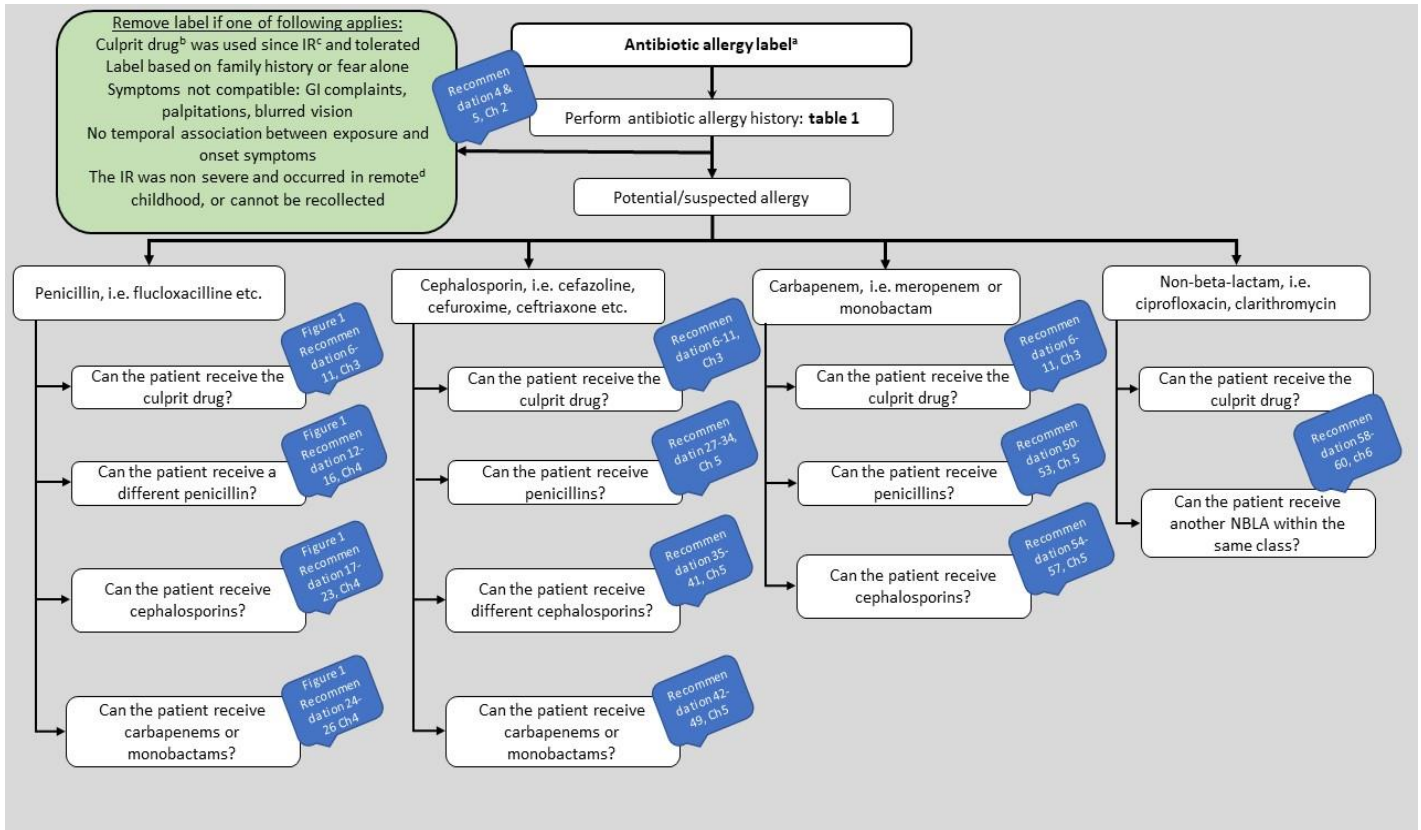 Remove label if one of following applies:
Culprit drugᵇ was used since IRᶜ and tolerated
Label based on family history or fear alone
Symptoms not compatible: GI complaints,
palpitations, blurred vision
No temporal association between exposure and
onset symptoms
The IR was non severe and occurred in remoteᵈ
childhood, or cannot be recollected
Recommen
dation 4 &
5, Ch 2
Antibiotic allergy labelᵃ
Perform antibiotic allergy history: table 1
Potential/suspected allergy
Penicillin, i.e. flucloxacilline etc.
Figure 1
Recommen
dation 6-
11, Ch3
Can the patient receive the
culprit drug?
Figure 1
Recommen
dation 12-
16, Ch4
Can the patient receive a
different penicillin?
Figure 1
Recommen
dation 17-
23, Ch4
Can the patient receive
cephalosporins?
Figure 1
Recommen
dation 24-
26 Ch4
Can the patient receive
carbapenems or
monobactams?
Cephalosporin, i.e. cefazoline,
cefuroxime, ceftriaxone etc.
Recommen
dation 6-11,
Ch3
Can the patient receive the
culprit drug?
Recommen
datin 27-34,
Ch 5
Can the patient receive
penicillins?
Recommen
dation 35-
41, Ch5
Can the patient receive
different cephalosporins?
Recommen
dation 42-
49, Ch5
Can the patient receive
carbapenems or
monobactams?
Carbapenem, i.e. meropenem or
monobactam
Recommen
dation 6-
11, Ch3
Can the patient receive the
culprit drug?
Recommen
dation 50-
53, Ch 5
Can the patient receive
penicillins?
Recommen
dation 54-
57, Ch5
Can the patient receive
cephalosporins?
Non-beta-lactam, i.e.
ciprofloxacin, clarithromycin
Can the patient receive the
culprit drug?
Recommen
dation 58-
60, ch6
Can the patient receive
another NBLA within the
same class?